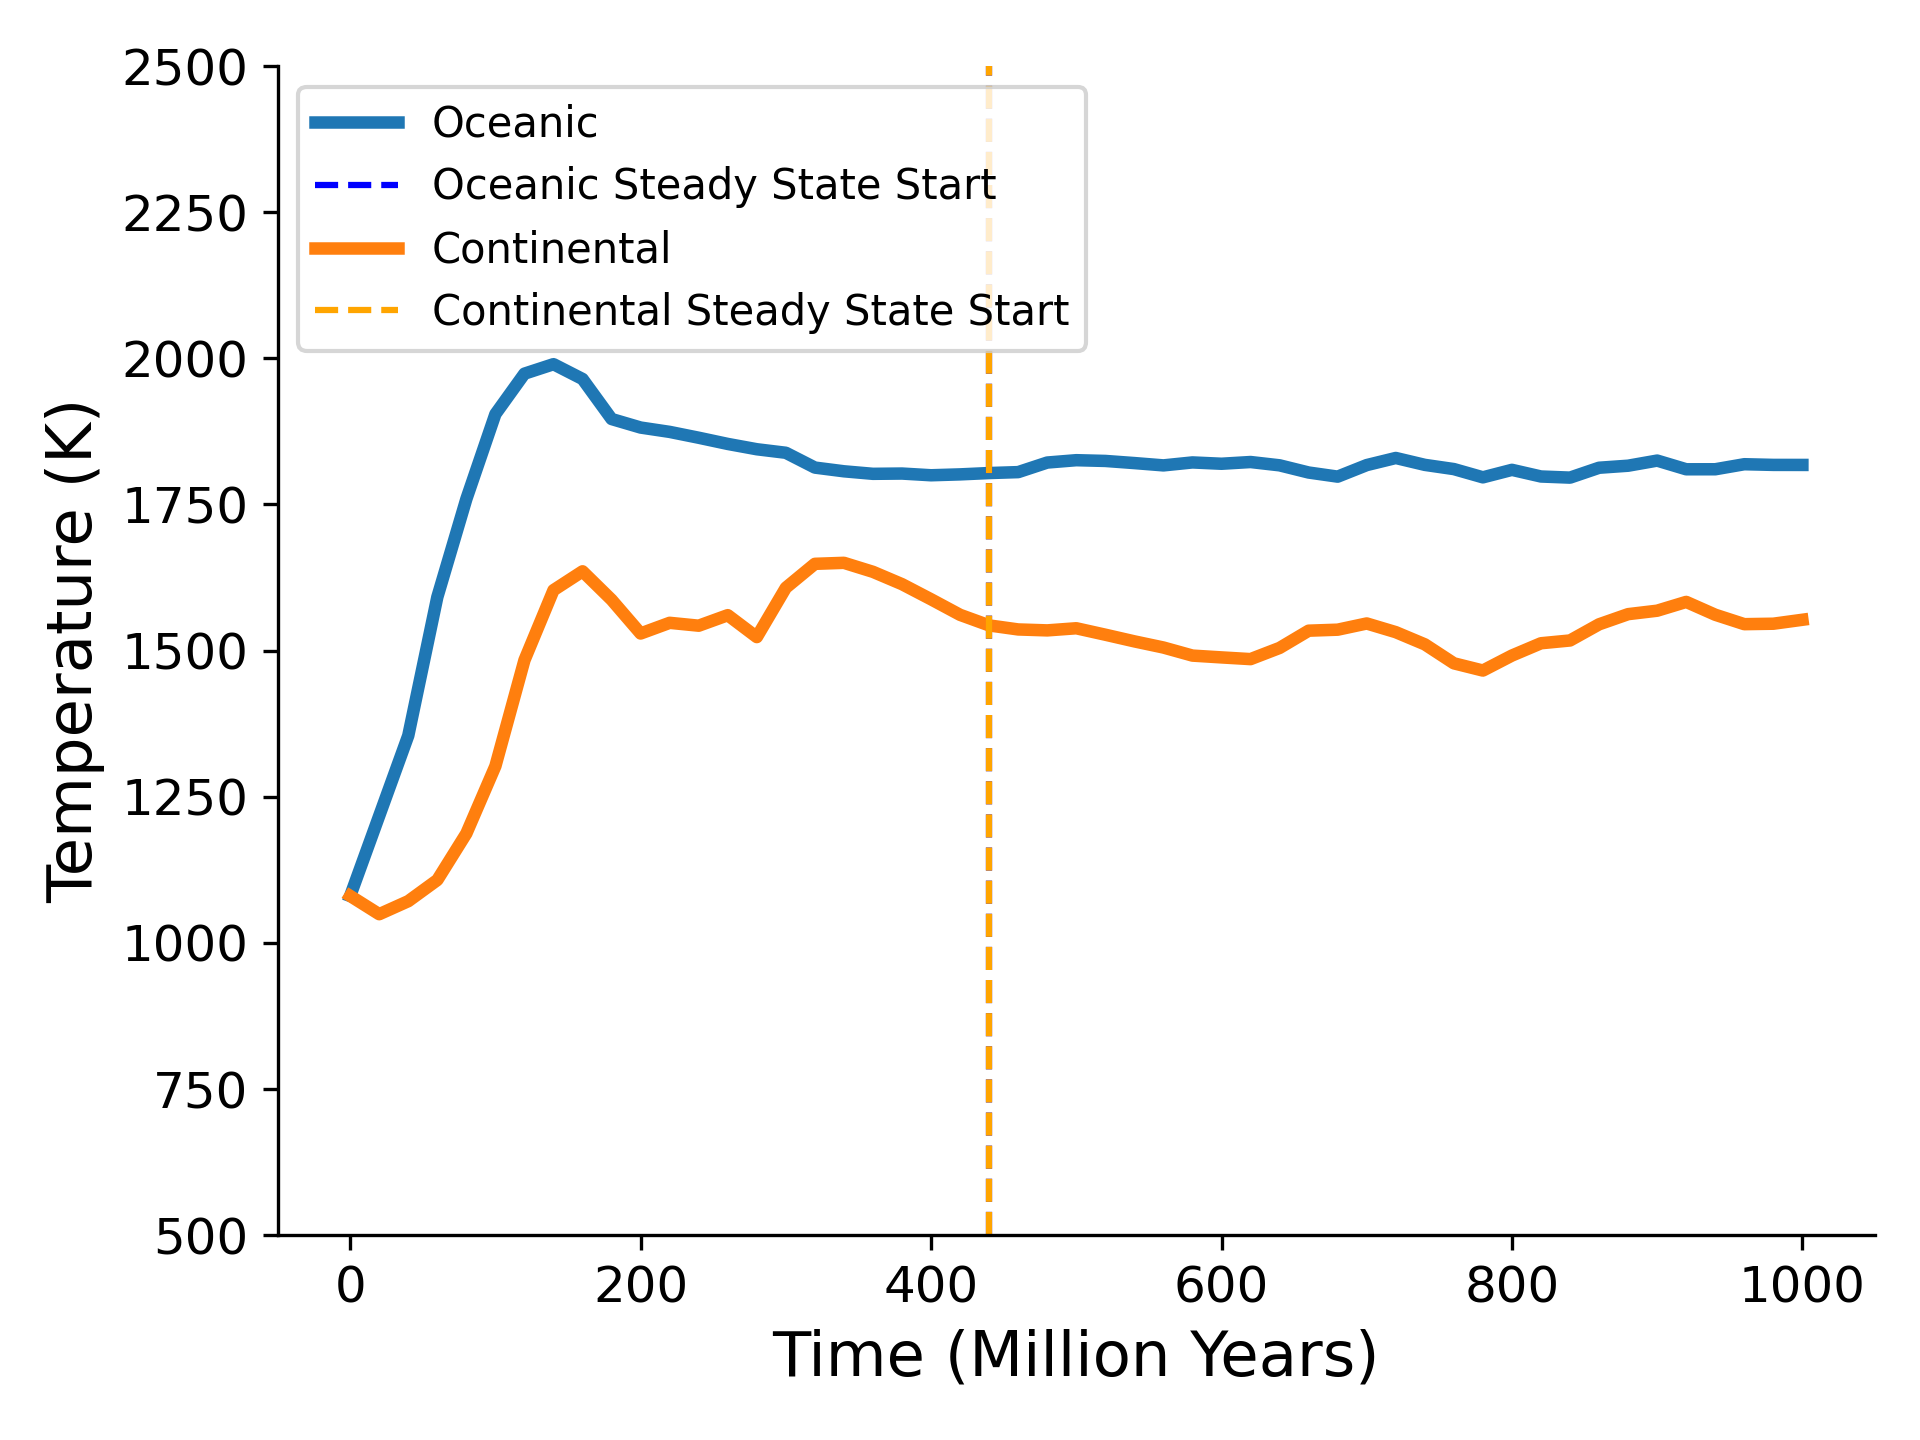 2500
2250
2000
1750
1500
1250
1000
750
500
Temperature (K)
Oceanic
Oceanic Steady State Start
Continental
Continental Steady State Start
0 200 400 600 800 1000
Time (Million Years)